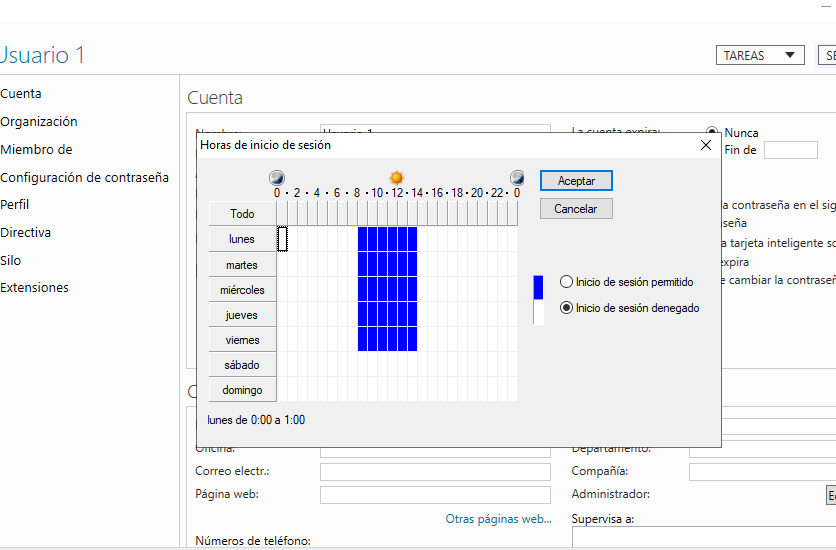 Usuario 1
TAREAS
SE
Cuenta
Organización
Miembro de
Configuración de contraseña
Perfil
Directiva
Silo
Extensiones
Cuenta
La cuenta expira:
Nunca
Fin de
a contraseña en el sig
aseña
a tarjeta inteligente so
expira
e cambiar la contraseñ
Horas de inicio de sesión
0 · 2 · 4 · 6 · 8 · 10 · 12 · 14 · 16 · 18 · 20 · 22 · 0
Todo
lunes
martes
miércoles
jueves
viernes
sábado
domingo
Aceptar
Cancelar
Inicio de sesión permitido
Inicio de sesión denegado
lunes de 0:00 a 1:00
Oficina:
Departamento:
Correo electr.:
Compañía:
Página web:
Administrador:
Otras páginas web...
Supervisa a:
Números de teléfono: